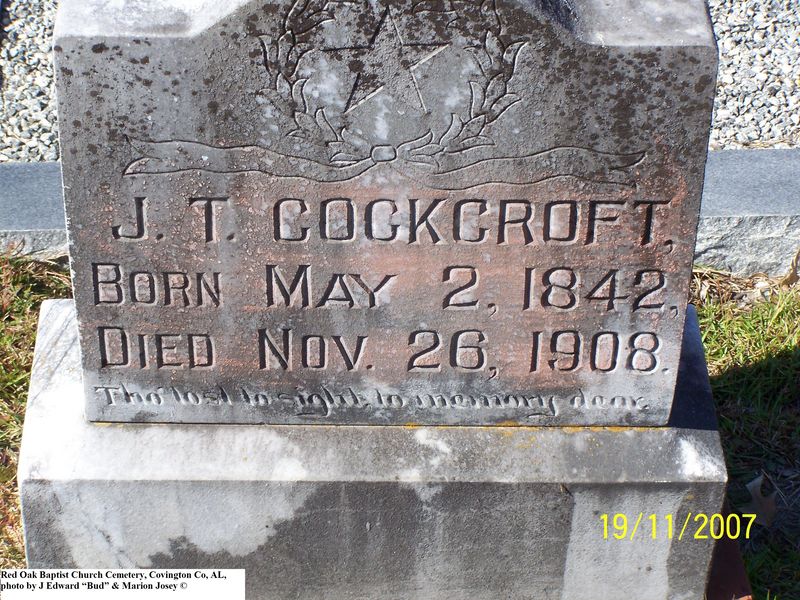 J. T. COCKCROFT,
BORN MAY 2, 1842,
DIED NOV. 26, 1908.
Tho' lost to sight, to memory dear.
19/11/2007
Red Oak Baptist Church Cemetery, Covington Co, AL,
photo by J Edward “Bud” & Marion Josey ©